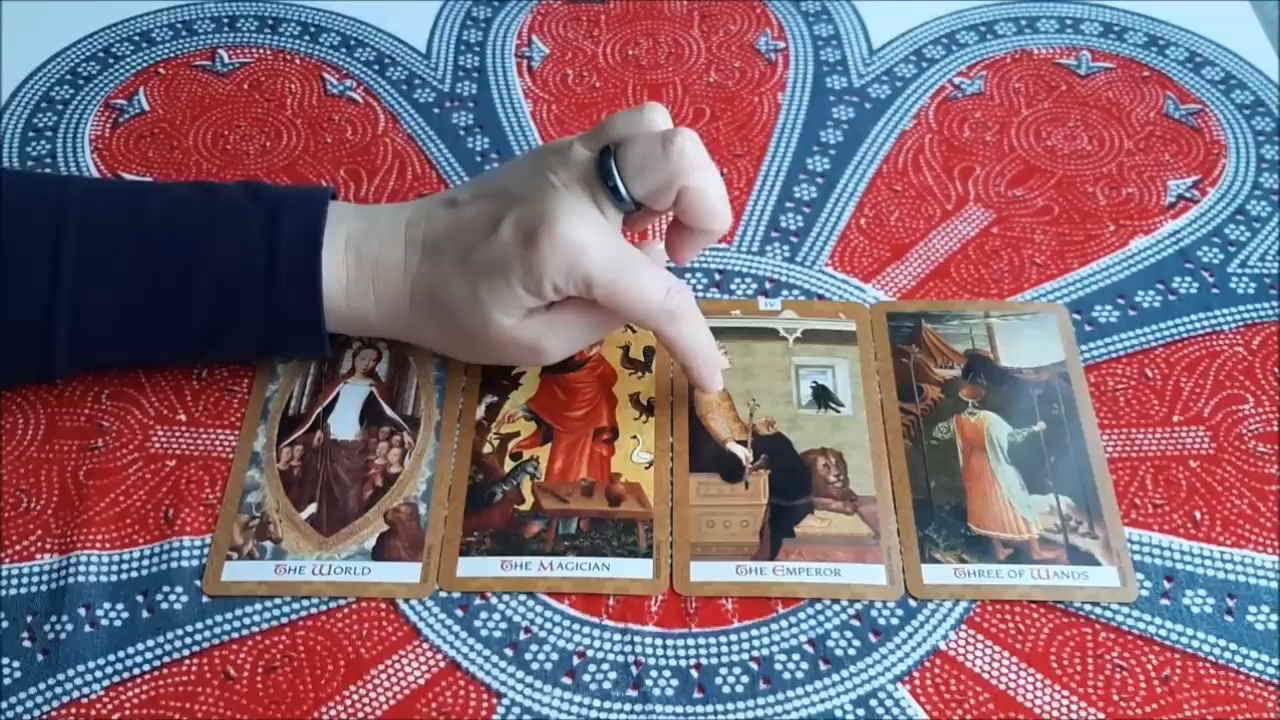 IV
The World
The Magician
The Emperor
Three of Wands